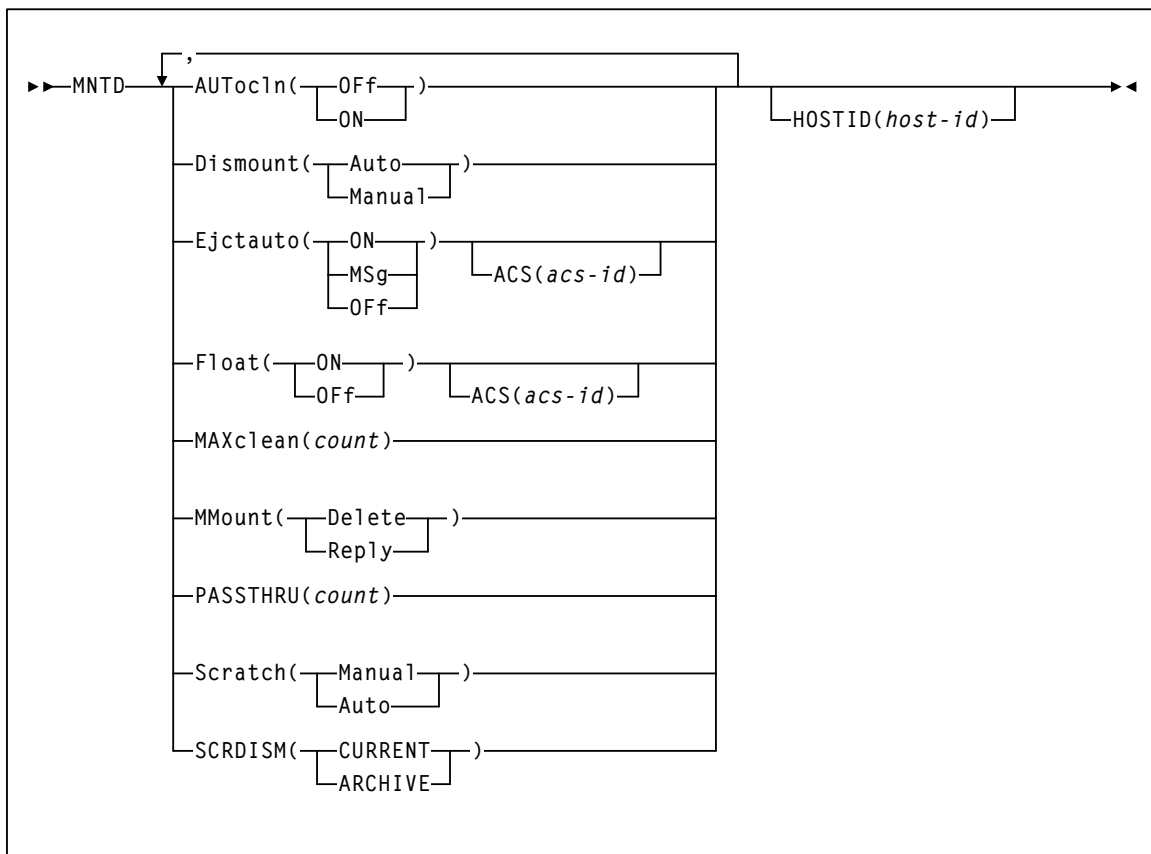 ,
MNTD AUTocln( OFf )
ON
HOSTID(host-id)
Dismount( Auto )
Manual
Ejctauto( ON )
MSg
OFf
ACS(acs-id)
Float( ON )
OFf
ACS(acs-id)
MAXclean(count)
MMount( Delete )
Reply
PASSTHRU(count)
Scratch( Manual )
Auto
SCRDISM( CURRENT )
ARCHIVE